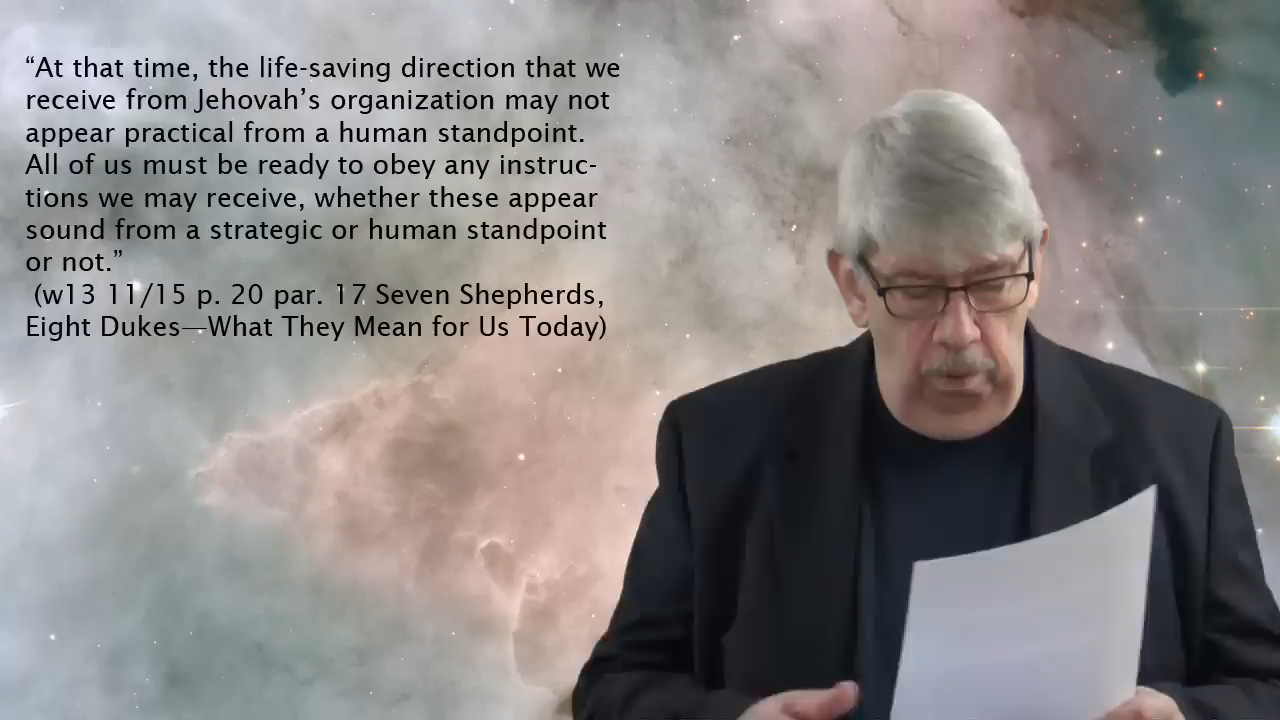 “At that time, the life-saving direction that we
receive from Jehovah’s organization may not
appear practical from a human standpoint.
All of us must be ready to obey any instruc-
tions we may receive, whether these appear
sound from a strategic or human standpoint
or not.”
(w13 11/15 p. 20 par. 17 Seven Shepherds,
Eight Dukes—What They Mean for Us Today)